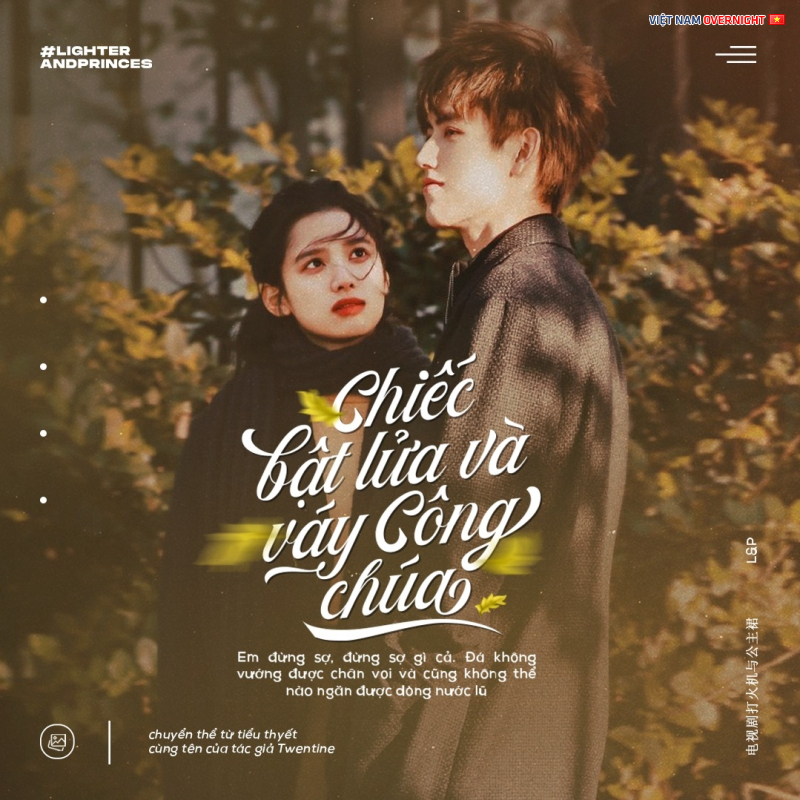 VIỆT NAM OVERNIGHT
#LIGHTER
ANDPRINCES
Chiếc
bật lửa và
váy Công
chúa
Em đừng sợ, đừng sợ gì cả. Đá không
vướng được chân voi và cũng không thể
nào ngăn được dòng nước lũ
chuyển thể từ tiểu thuyết
cùng tên của tác giả Twentine
L&P
电视剧打火机与公主裙